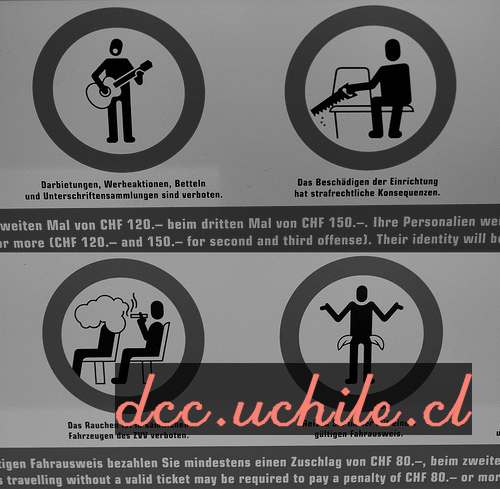 Darbietungen, Werbeaktionen, Betteln
und Unterschriftensammlungen sind verboten.
Das Beschädigen der Einrichtung
hat strafrechtliche Konsequenzen.
weiten Mal von CHF 120.– beim dritten Mal von CHF 150.–. Ihre Personalien
or more (CHF 120.– and 150.– for second and third offense). Their identity will
Das Rauchen
Fahrzeugen des ZVV verboten.
gültigen Fahrausweis.
dcc.uchile.cl
tigen Fahrausweis bezahlen Sie mindestens einen Zuschlag von CHF 80.–, beim zweite
s travelling without a valid ticket may be required to pay a penalty of CHF 80.– or mor